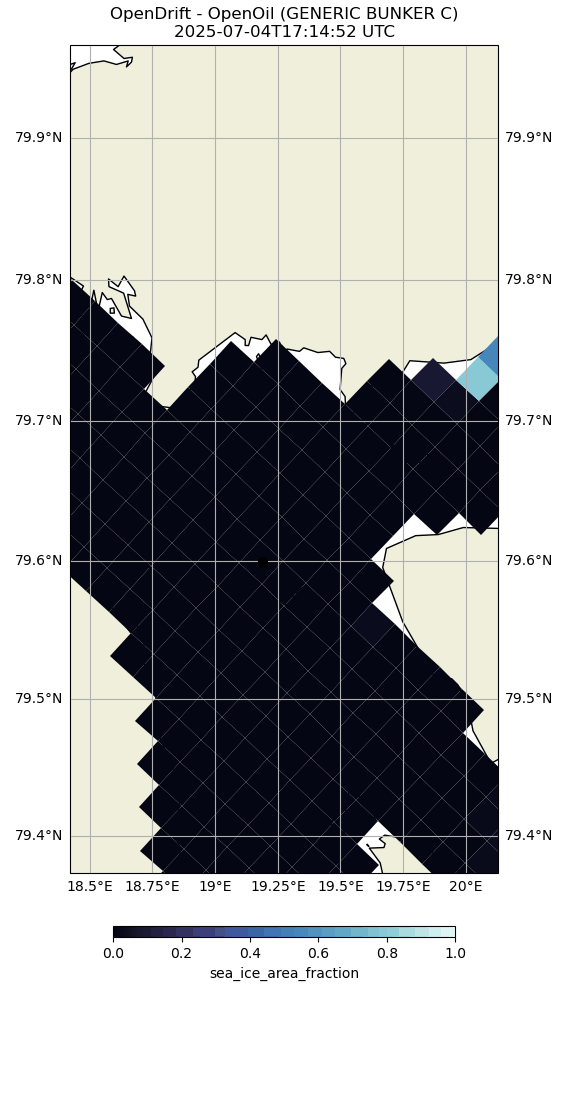 OpenDrift - OpenOil (GENERIC BUNKER C)
2025-07-04T17:14:52 UTC
79.9°N 79.9°N
79.8°N 79.8°N
79.7°N 79.7°N
79.6°N 79.6°N
79.5°N 79.5°N
79.4°N 79.4°N
18.5°E 18.75°E 19°E 19.25°E 19.5°E 19.75°E 20°E
0.0 0.2 0.4 0.6 0.8 1.0
sea_ice_area_fraction